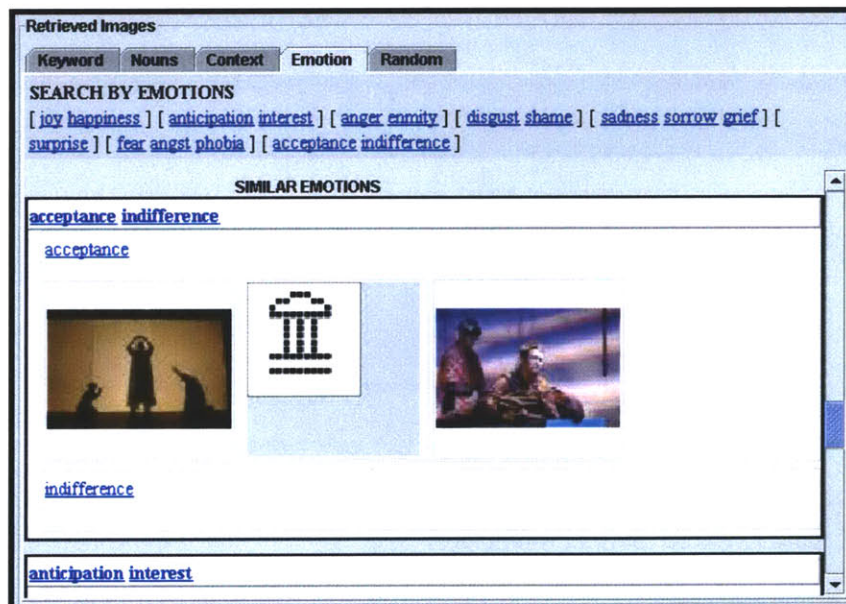 Retrieved Images
Keyword Nouns Context Emotion Random
SEARCH BY EMOTIONS
[ joy happiness ] [ anticipation interest ] [ anger enmity ] [ disgust shame ] [ sadness sorrow grief ] [
surprise ] [ fear angst phobia ] [ acceptance indifference ]
SIMILAR EMOTIONS
acceptance indifference
acceptance
indifference
anticipation interest